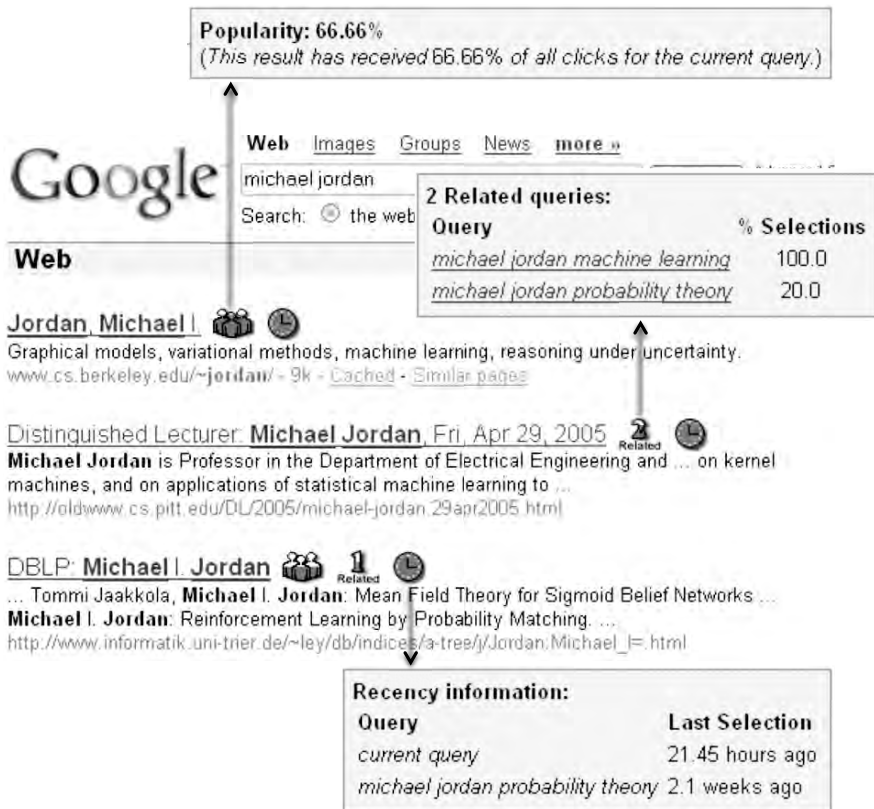 Popularity: 66.66%
(This result has received 66.66% of all clicks for the current query.)
Google
Web Images Groups News more »
michael jordan
Search: the web
2 Related queries:
Query % Selections
michael jordan machine learning 100.0
michael jordan probability theory 20.0
Web
Jordan, Michael I.
Graphical models, variational methods, machine learning, reasoning under uncertainty.
www.cs.berkeley.edu/~jordan/ - 9k - Cached - Similar pages
Distinguished Lecturer: Michael Jordan, Fri, Apr 29, 2005 2 Related
Michael Jordan is Professor in the Department of Electrical Engineering and ... on kernel
machines, and on applications of statistical machine learning to ...
http://oldwww.cs.pitt.edu/DL/2005/michael-jordan.29apr2005.html
DBLP: Michael I. Jordan 1 Related
... Tommi Jaakkola, Michael I. Jordan: Mean Field Theory for Sigmoid Belief Networks ...
Michael I. Jordan: Reinforcement Learning by Probability Matching. ...
http://www.informatik.uni-trier.de/~ley/db/indices/a-tree/j/Jordan:Michael_I=.html
Recency information:
Query Last Selection
current query 21.45 hours ago
michael jordan probability theory 2.1 weeks ago